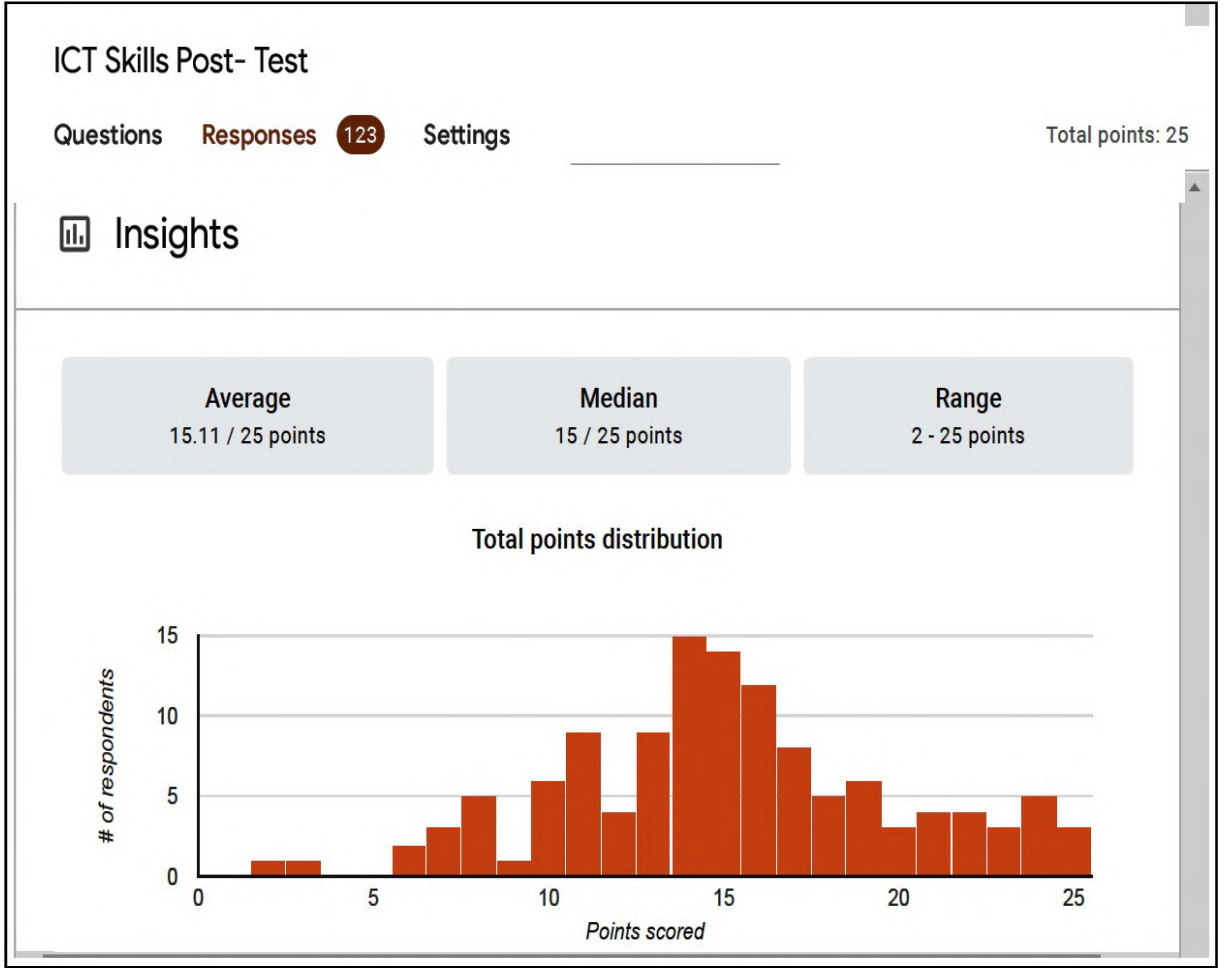 ICT Skills Post- Test
Questions Responses 123 Settings Total points: 25
Insights
Average Median Range
15.11 / 25 points 15 / 25 points 2 - 25 points
Total points distribution
# of respondents
15
10
5
0
0 5 10 15 20 25
Points scored